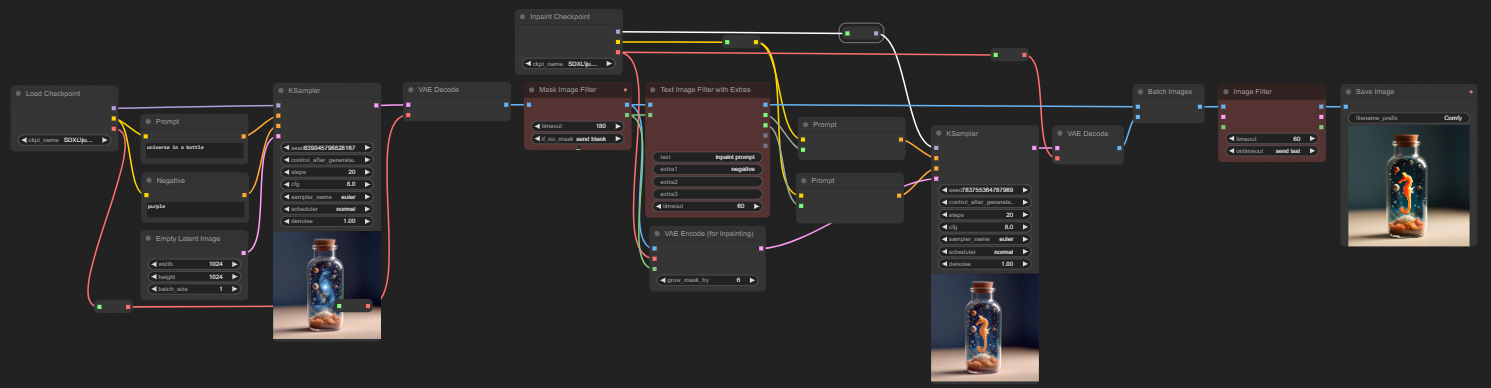 Load Checkpoint
ckpt_name SDXL\ju...
Prompt
universe in a bottle
Negative
purple
Empty Latent Image
width 1024
height 1024
batch_size 1
KSampler
seed 639045798828167
control_after_generate.
steps 20
cfg 8.0
sampler_name euler
scheduler normal
denoise 1.00
VAE Decode
Inpaint Checkpoint
ckpt_name SDXL\ju...
Mask Image Filter
timeout 180
if_no_mask send blank
Text Image Filter with Extras
text inpaint prompt
extra1 negative
extra2
extra3
timeout 60
VAE Encode (for Inpainting)
grow_mask_by 6
Prompt
Prompt
KSampler
control_after_generate.
steps 20
cfg 8.0
sampler_name euler
scheduler normal
denoise 1.00
VAE Decode
Batch Images
Image Filter
timeout 60
ontimeout send last
Save Image
filename_prefix Comfy